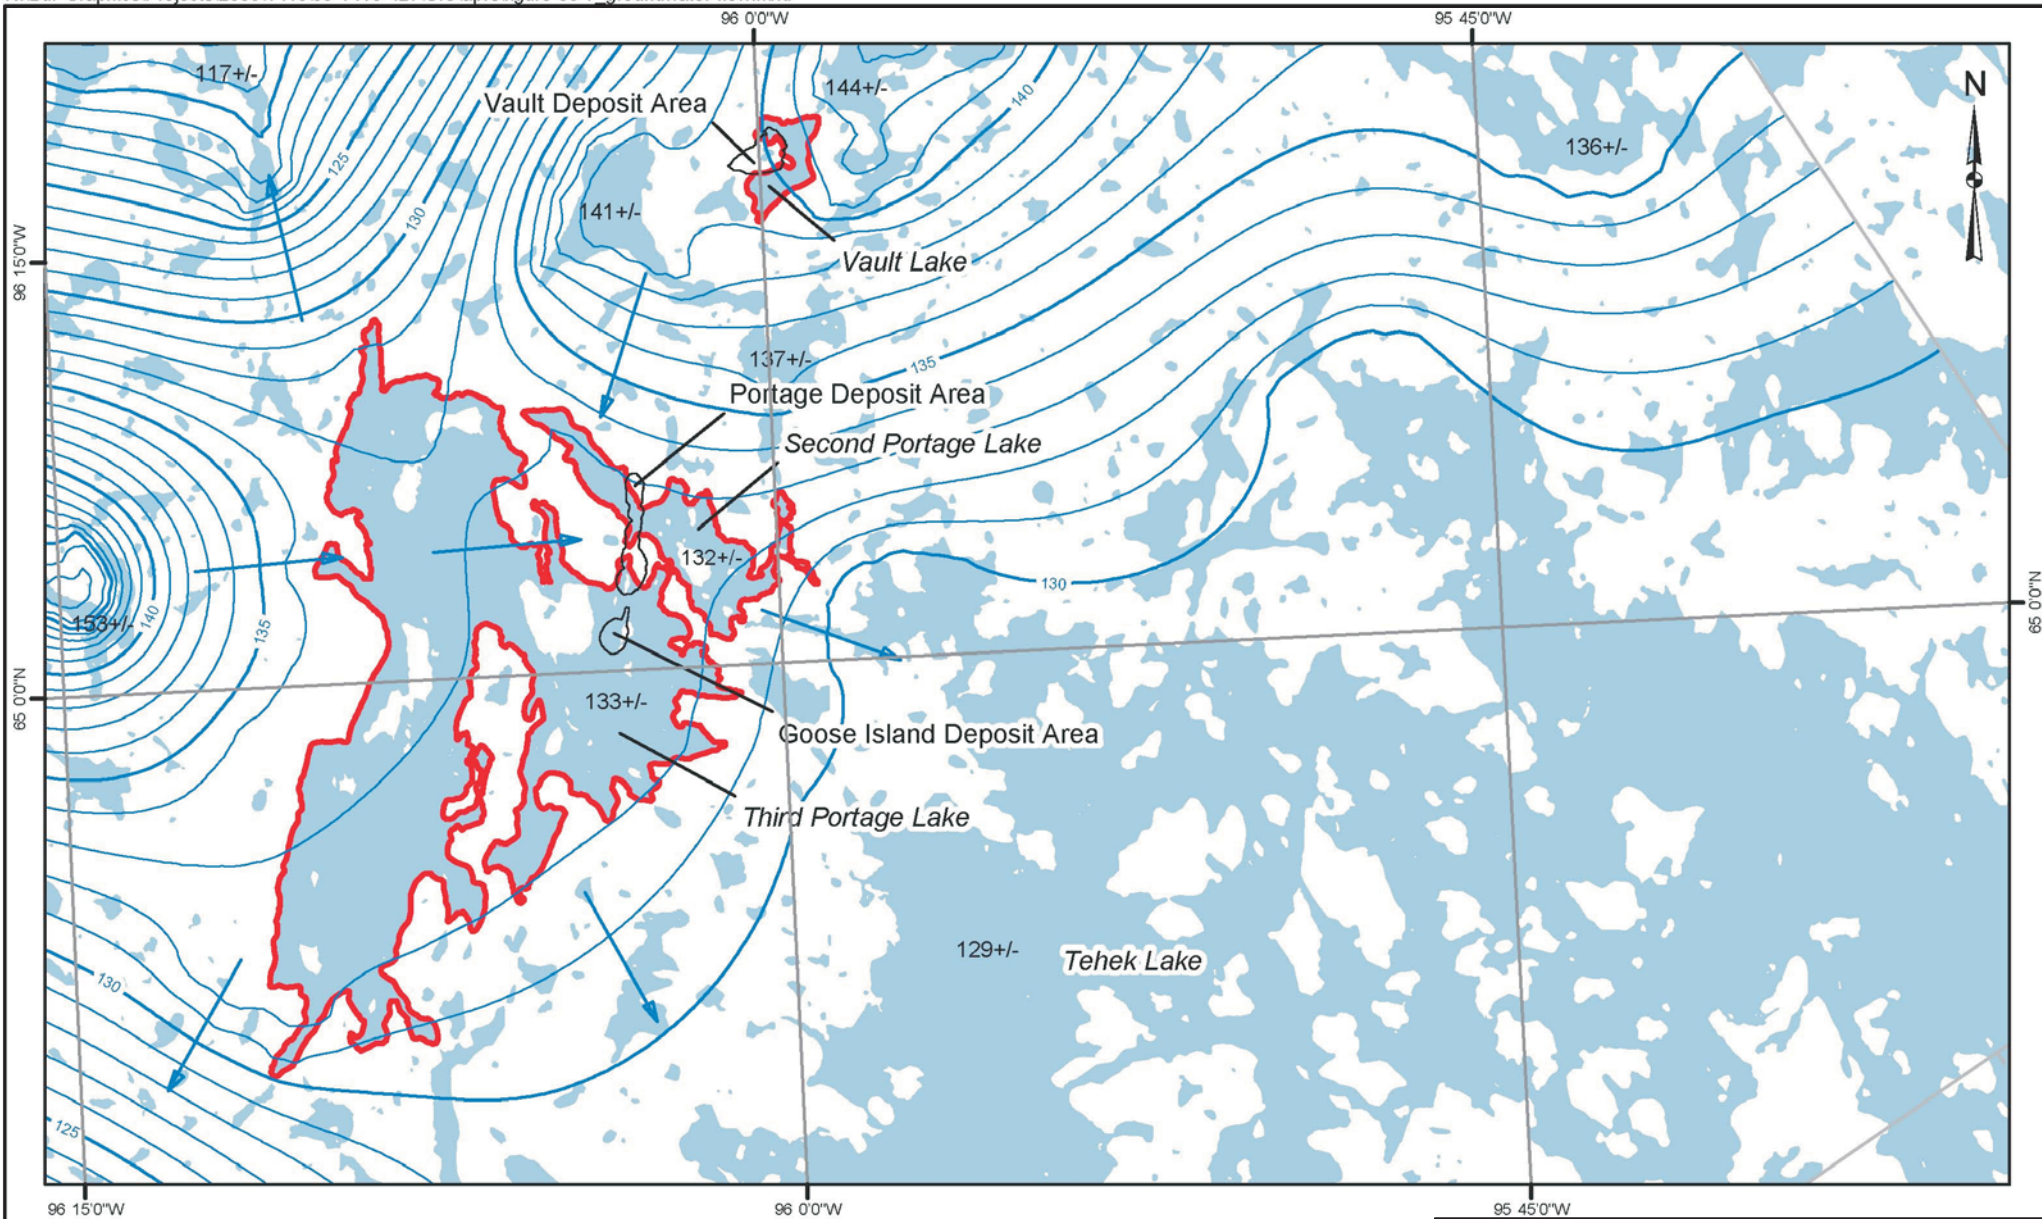 96 0'0"W
95 45'0"W
117+/-
144+/-
N
Vault Deposit Area
140
125
136+/-
130
141+/-
96 15'0"W
Vault Lake
137+/-
135
Portage Deposit Area
Second Portage Lake
132+/-
130
65 0'0"N
153+/-
140
135
65 0'0"N
133+/-
Goose Island Deposit Area
Third Portage Lake
129+/-
Tehek Lake
130
125
96 15'0"W
96 0'0"W
95 45'0"W